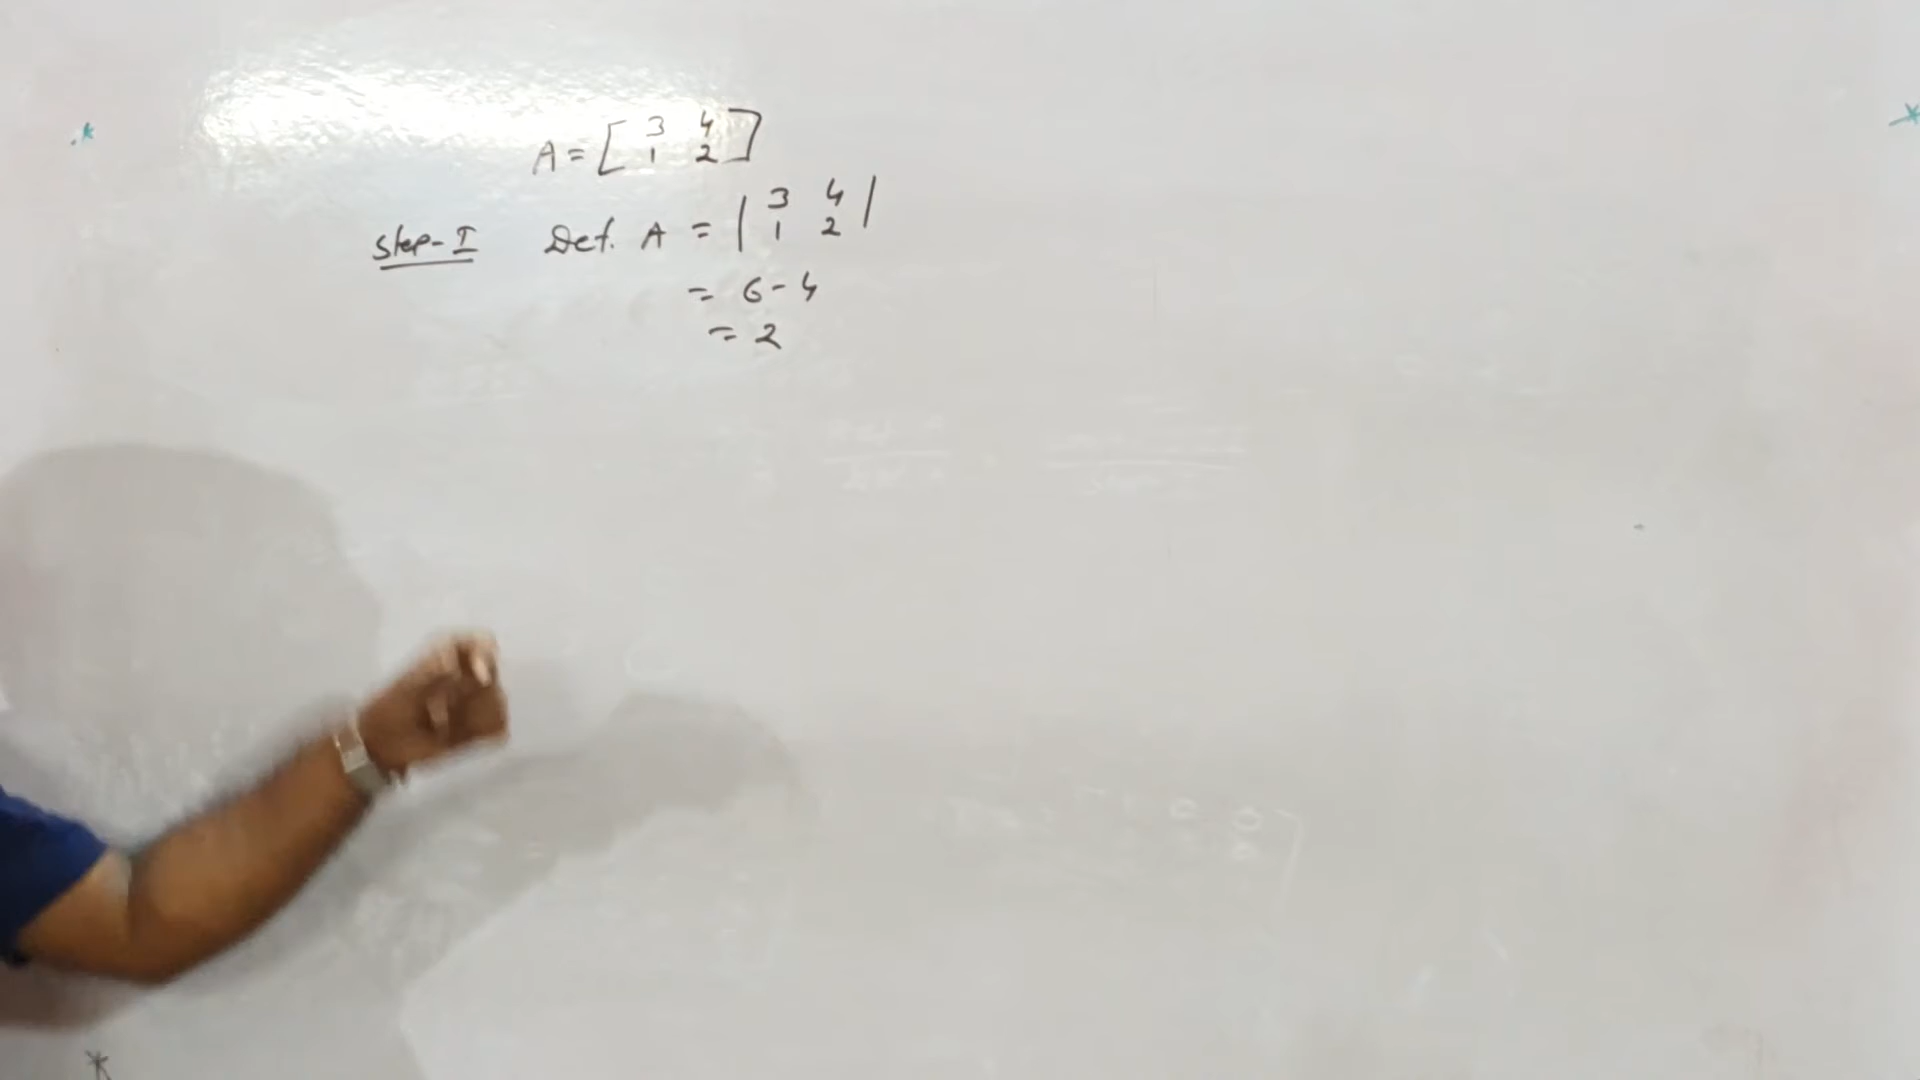 A = [ 3 4
1 2 ]
Step-I Det. A = | 3 4 |
1 2
= 6 - 4
= 2